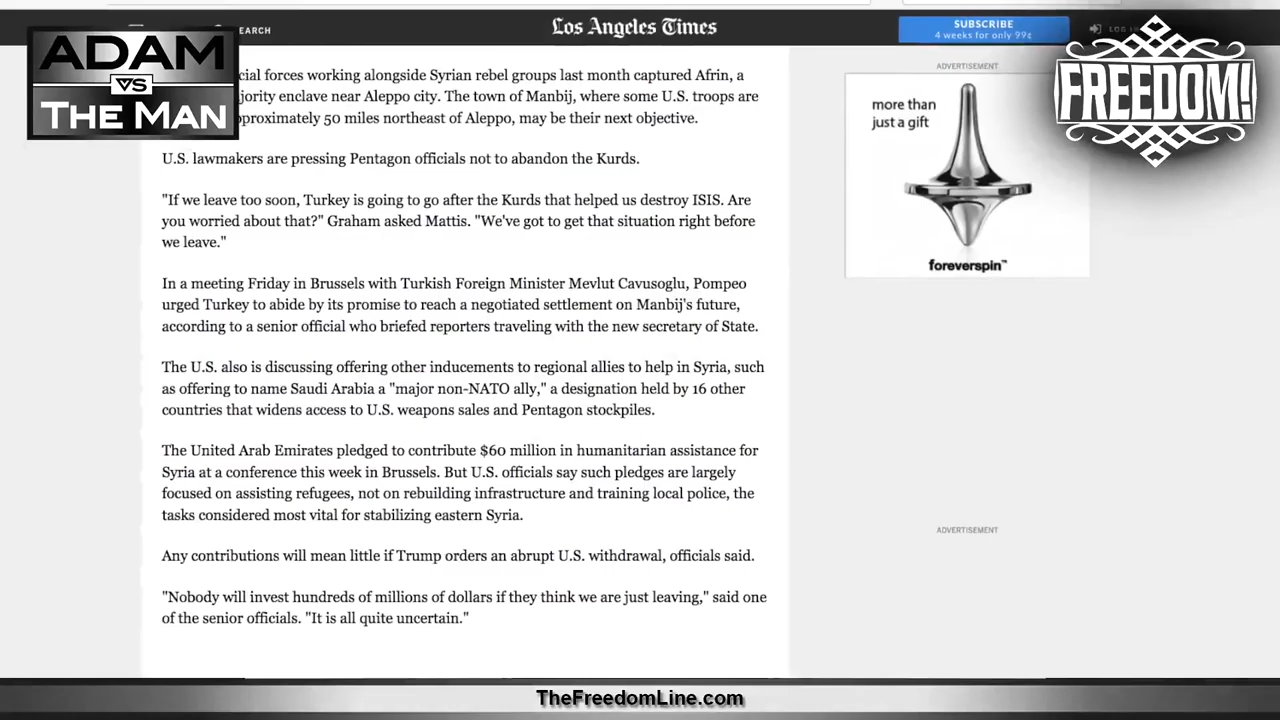 Los Angeles Times
SUBSCRIBE
4 weeks for only 99¢
LOG IN
EARCH
ADAM
VS
THE MAN
FREEDOM!
cial forces working alongside Syrian rebel groups last month captured Afrin, a
jority enclave near Aleppo city. The town of Manbij, where some U.S. troops are
pproximately 50 miles northeast of Aleppo, may be their next objective.
U.S. lawmakers are pressing Pentagon officials not to abandon the Kurds.
"If we leave too soon, Turkey is going to go after the Kurds that helped us destroy ISIS. Are
you worried about that?" Graham asked Mattis. "We've got to get that situation right before
we leave."
In a meeting Friday in Brussels with Turkish Foreign Minister Mevlut Cavusoglu, Pompeo
urged Turkey to abide by its promise to reach a negotiated settlement on Manbij's future,
according to a senior official who briefed reporters traveling with the new secretary of State.
The U.S. also is discussing offering other inducements to regional allies to help in Syria, such
as offering to name Saudi Arabia a "major non-NATO ally," a designation held by 16 other
countries that widens access to U.S. weapons sales and Pentagon stockpiles.
The United Arab Emirates pledged to contribute $60 million in humanitarian assistance for
Syria at a conference this week in Brussels. But U.S. officials say such pledges are largely
focused on assisting refugees, not on rebuilding infrastructure and training local police, the
tasks considered most vital for stabilizing eastern Syria.
Any contributions will mean little if Trump orders an abrupt U.S. withdrawal, officials said.
"Nobody will invest hundreds of millions of dollars if they think we are just leaving," said one
of the senior officials. "It is all quite uncertain."
ADVERTISEMENT
more than
just a gift
foreverspin™
ADVERTISEMENT
TheFreedomLine.com